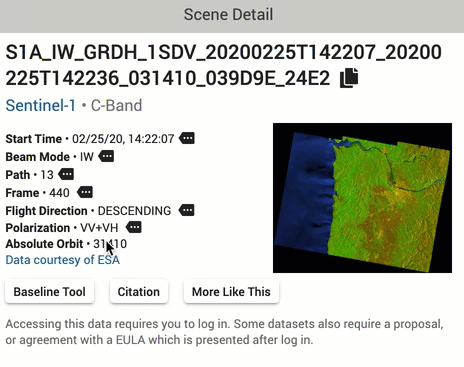 Scene Detail
S1A_IW_GRDH_1SDV_20200225T142207_20200
225T142236_031410_039D9E_24E2
Sentinel-1 • C-Band
Start Time • 02/25/20, 14:22:07
Beam Mode • IW
Path • 13
Frame • 440
Flight Direction • DESCENDING
Polarization • VV+VH
Absolute Orbit • 31410
Data courtesy of ESA
Baseline Tool Citation More Like This
Accessing this data requires you to log in. Some datasets also require a proposal,
or agreement with a EULA which is presented after log in.